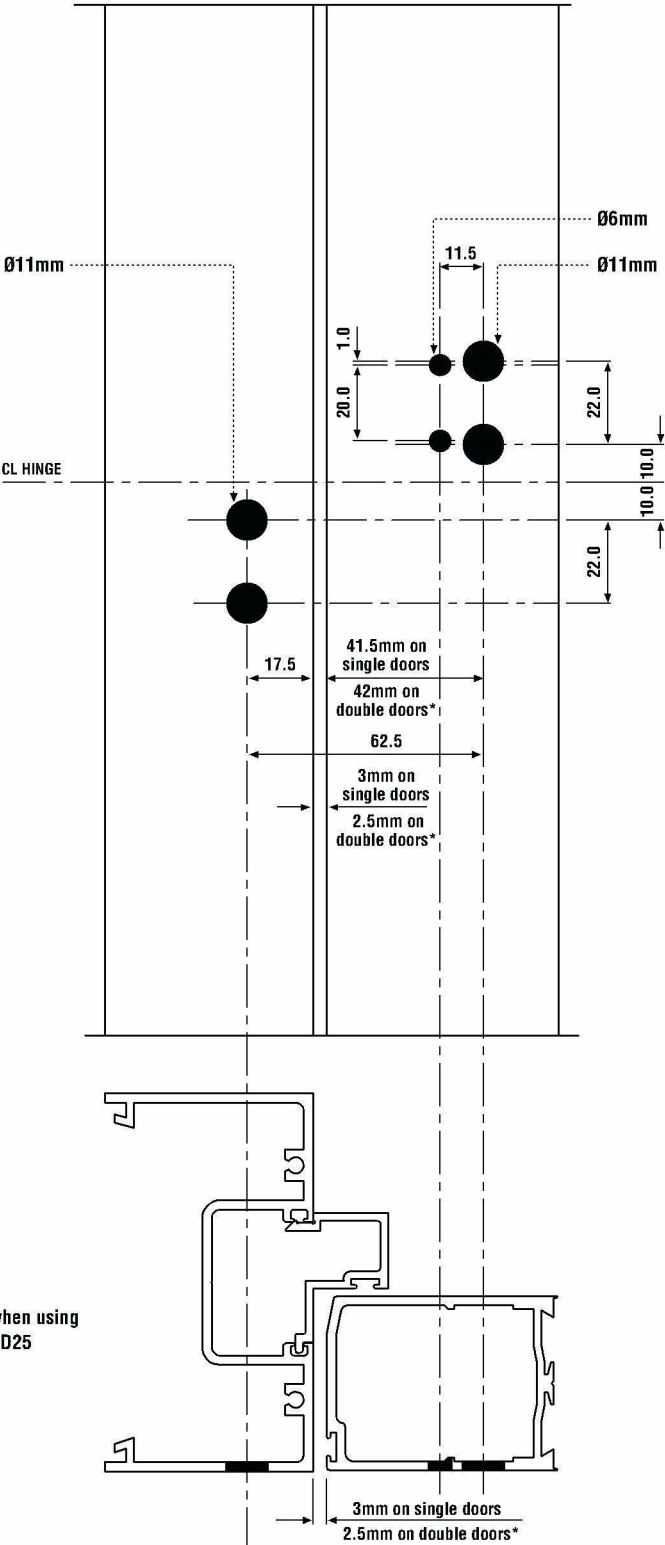 Ø6mm
11.5
Ø11mm
Ø11mm
1.0
20.0
22.0
10.0
CL HINGE
10.0
22.0
17.5
41.5mm on
single doors
42mm on
double doors*
62.5
3mm on
single doors
2.5mm on
double doors*
when using
D25
3mm on single doors
2.5mm on double doors*